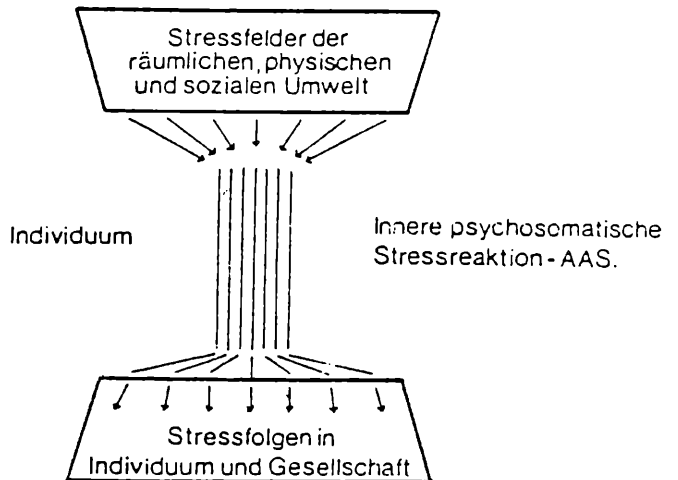 Stressfelder der
räumlichen, physischen
und sozialen Umwelt
Individuum
Innere psychosomatische
Stressreaktion - AAS.
Stressfolgen in
Individuum und Gesellschaft